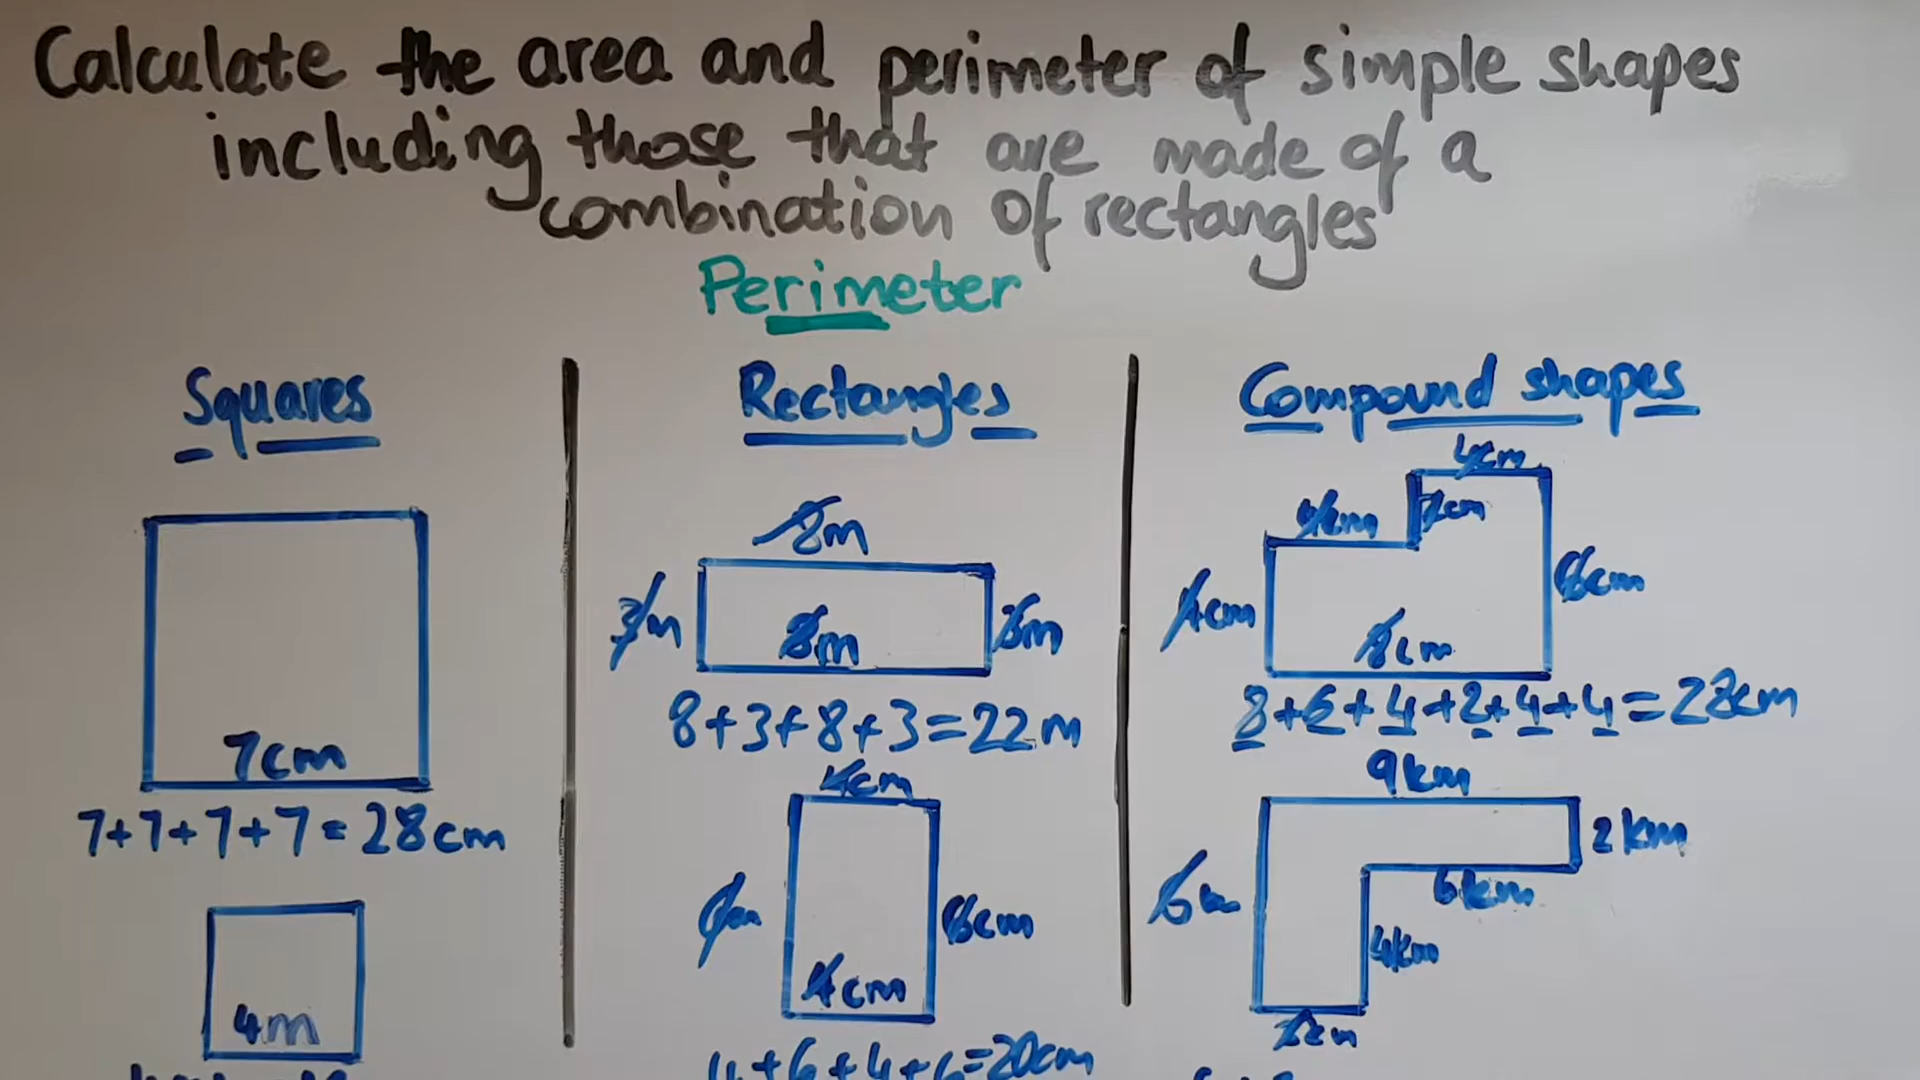 Calculate the area and perimeter of simple shapes
including those that are made of a
combination of rectangles
Perimeter
Squares
7cm
7+7+7+7=28cm
4m
Rectangles
8m
3m
8m
3m
8+3+8+3=22m
4cm
6cm
4cm
4+6+4+6=20cm
Compound shapes
4cm
4cm
2cm
4cm
6cm
8cm
8+6+4+2+4+4=28cm
9km
2km
6km
4km